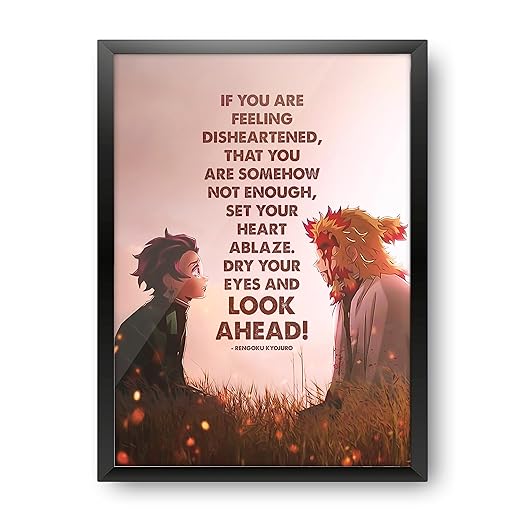 IF YOU ARE
FEELING
DISHEARTENED,
THAT YOU
ARE SOMEHOW
NOT ENOUGH,
SET YOUR
HEART
ABLAZE.
DRY YOUR
EYES AND
LOOK
AHEAD!
- RENGOKU KYOJURO